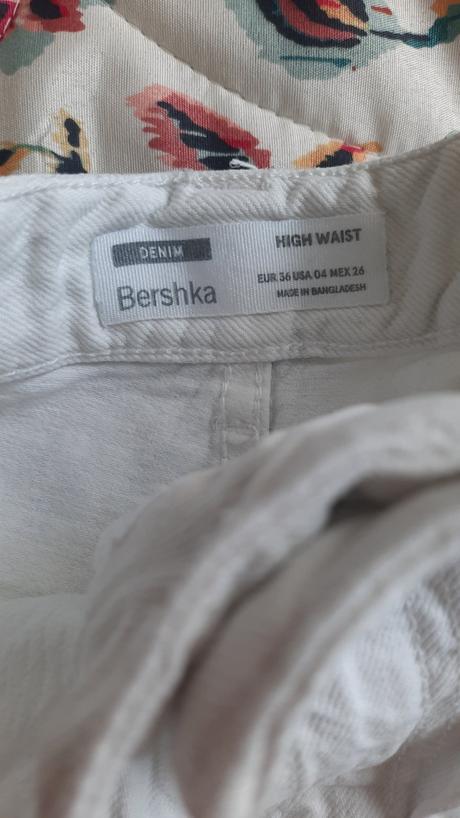 DENIM
HIGH WAIST
Bershka
EUR 36 USA 04 MEX 26
MADE IN BANGLADESH